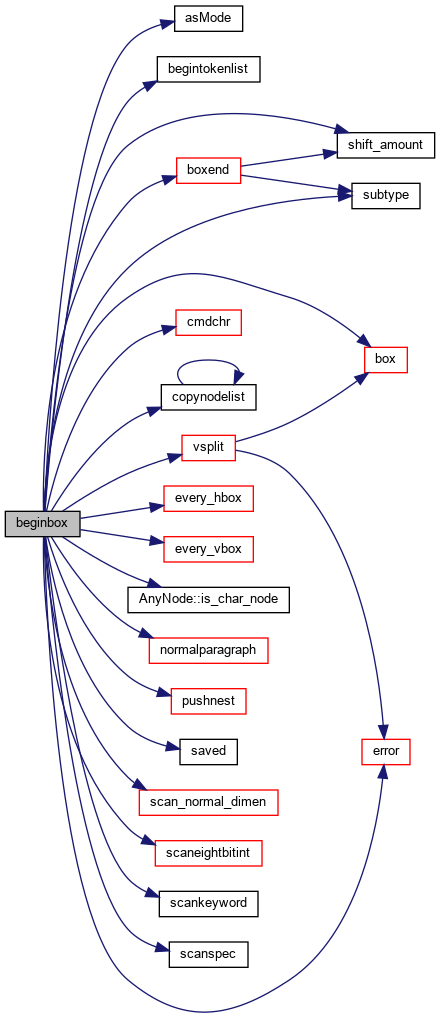 asMode
begintokenlist
shift_amount
boxend
subtype
cmdchr
box
copynodelist
vsplit
every_hbox
beginbox
every_vbox
AnyNode::is_char_node
normalparagraph
pushnest
saved
error
scan_normal_dimen
scaneightbitint
scankeyword
scanspec